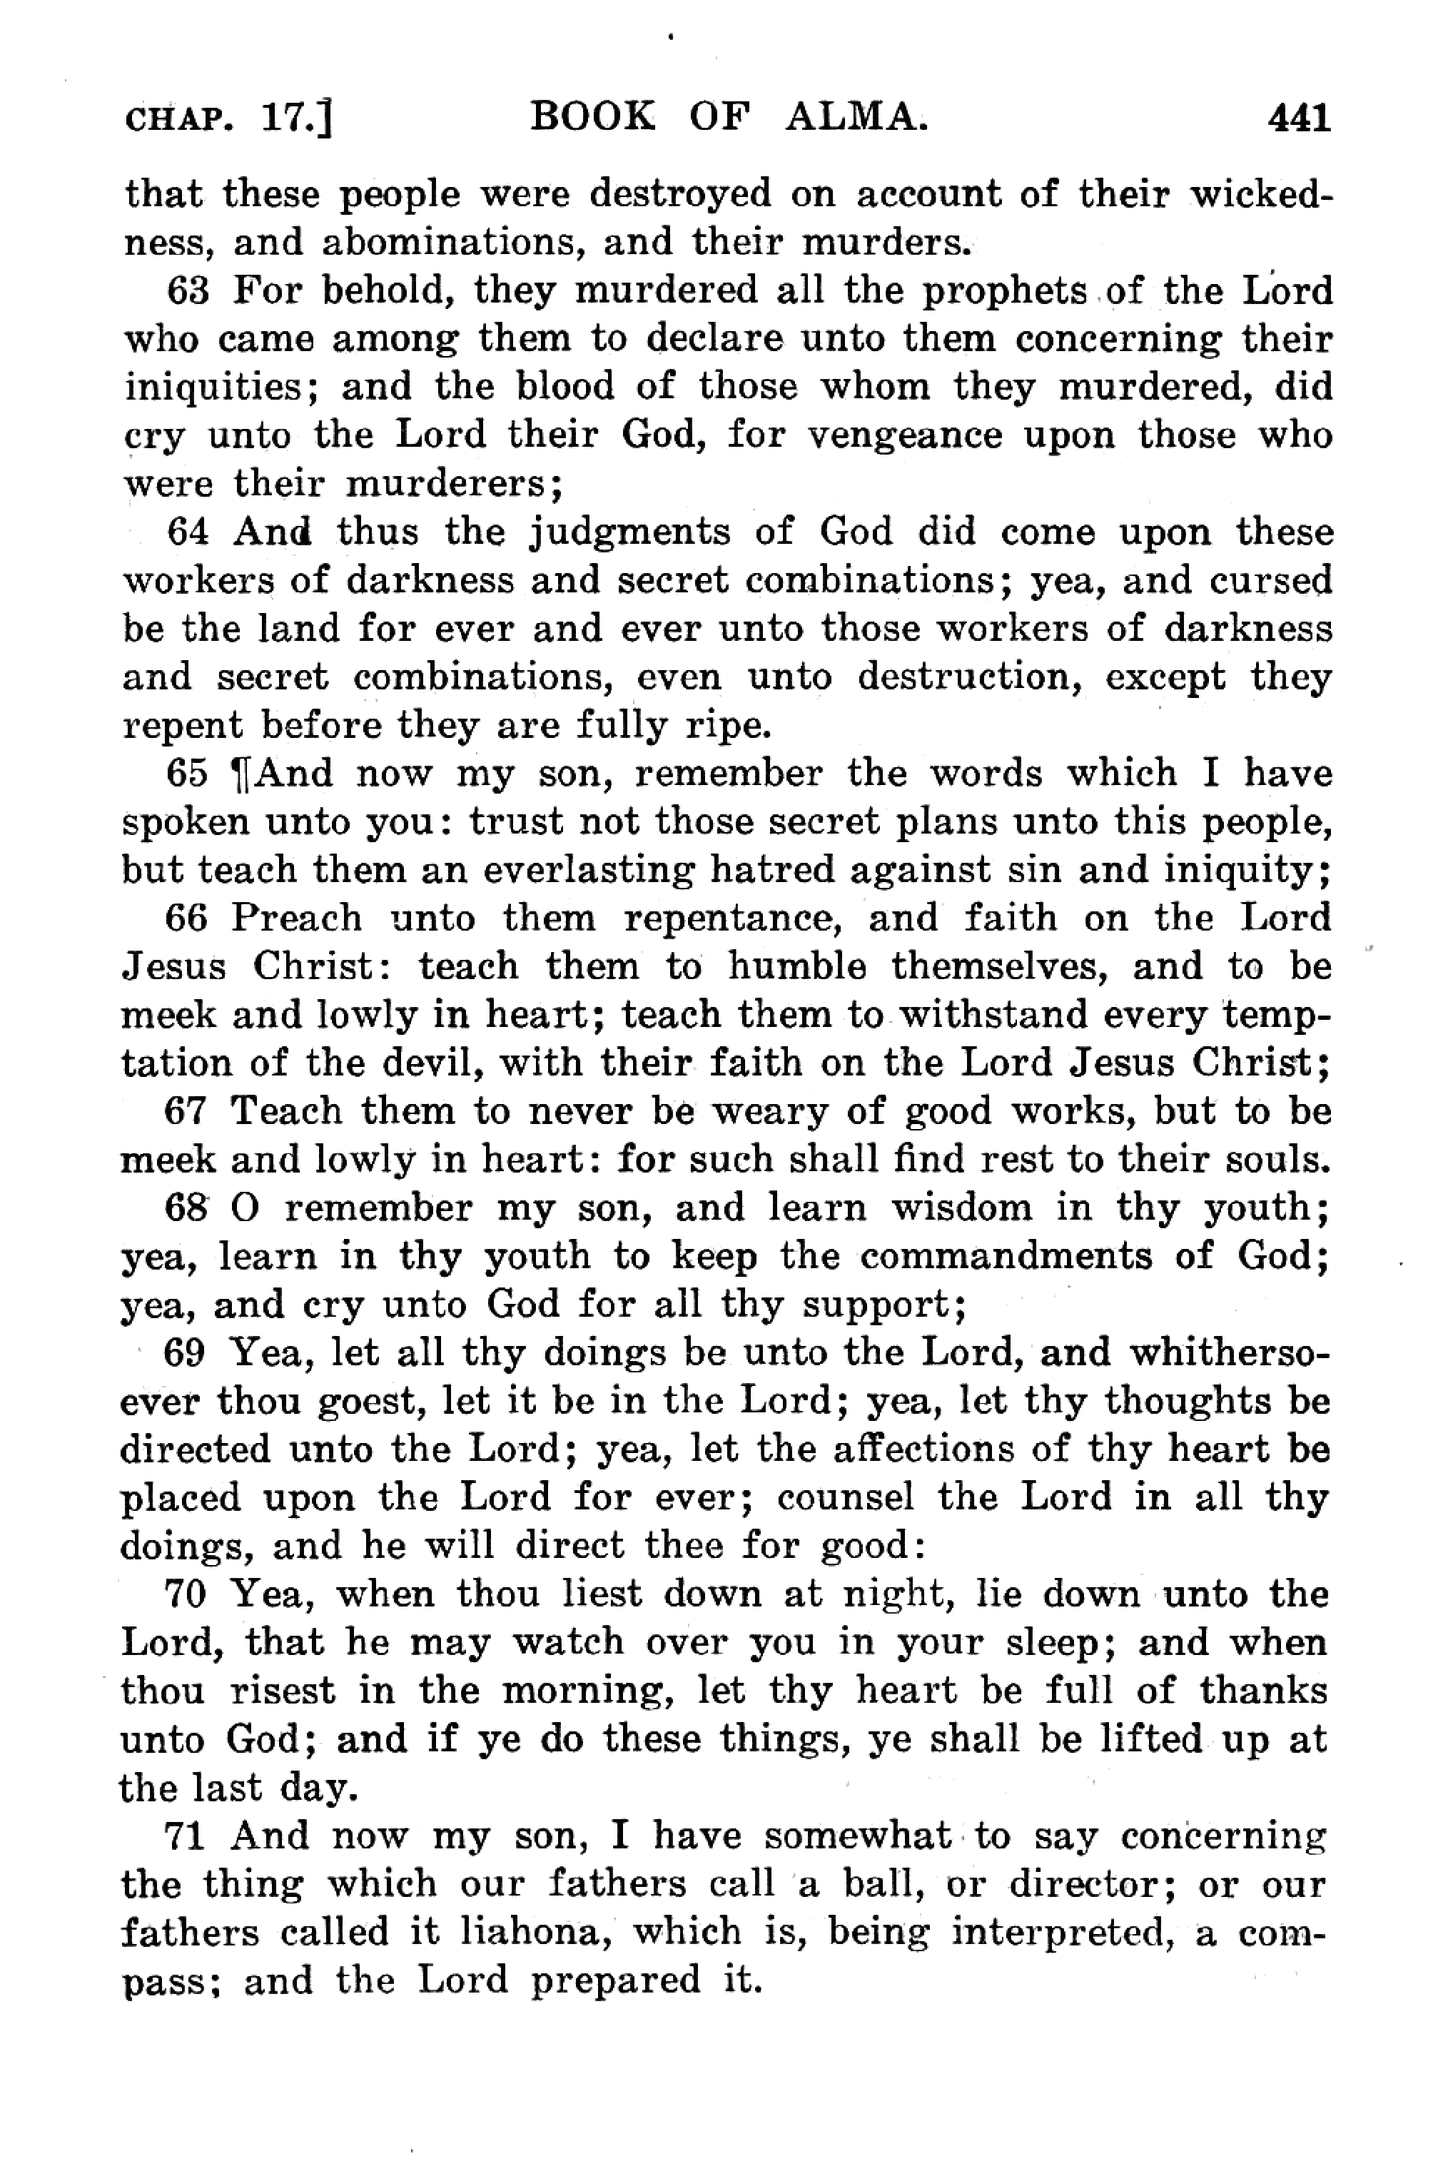 CHAP. 17.] BOOK OF ALMA. 441
that these people were destroyed on account of their wicked-
ness, and abominations, and their murders.
63 For behold, they murdered all the prophets of the Lord
who came among them to declare unto them concerning their
iniquities; and the blood of those whom they murdered, did
cry unto the Lord their God, for vengeance upon those who
were their murderers;
64 And thus the judgments of God did come upon these
workers of darkness and secret combinations; yea, and cursed
be the land for ever and ever unto those workers of darkness
and secret combinations, even unto destruction, except they
repent before they are fully ripe.
65 ¶And now my son, remember the words which I have
spoken unto you: trust not those secret plans unto this people,
but teach them an everlasting hatred against sin and iniquity;
66 Preach unto them repentance, and faith on the Lord
Jesus Christ: teach them to humble themselves, and to be
meek and lowly in heart; teach them to withstand every temp-
tation of the devil, with their faith on the Lord Jesus Christ;
67 Teach them to never be weary of good works, but to be
meek and lowly in heart: for such shall find rest to their souls.
68 O remember my son, and learn wisdom in thy youth;
yea, learn in thy youth to keep the commandments of God;
yea, and cry unto God for all thy support;
69 Yea, let all thy doings be unto the Lord, and whitherso-
ever thou goest, let it be in the Lord; yea, let thy thoughts be
directed unto the Lord; yea, let the affections of thy heart be
placed upon the Lord for ever; counsel the Lord in all thy
doings, and he will direct thee for good:
70 Yea, when thou liest down at night, lie down unto the
Lord, that he may watch over you in your sleep; and when
thou risest in the morning, let thy heart be full of thanks
unto God; and if ye do these things, ye shall be lifted up at
the last day.
71 And now my son, I have somewhat to say concerning
the thing which our fathers call a ball, or director; or our
fathers called it liahona, which is, being interpreted, a com-
pass; and the Lord prepared it.